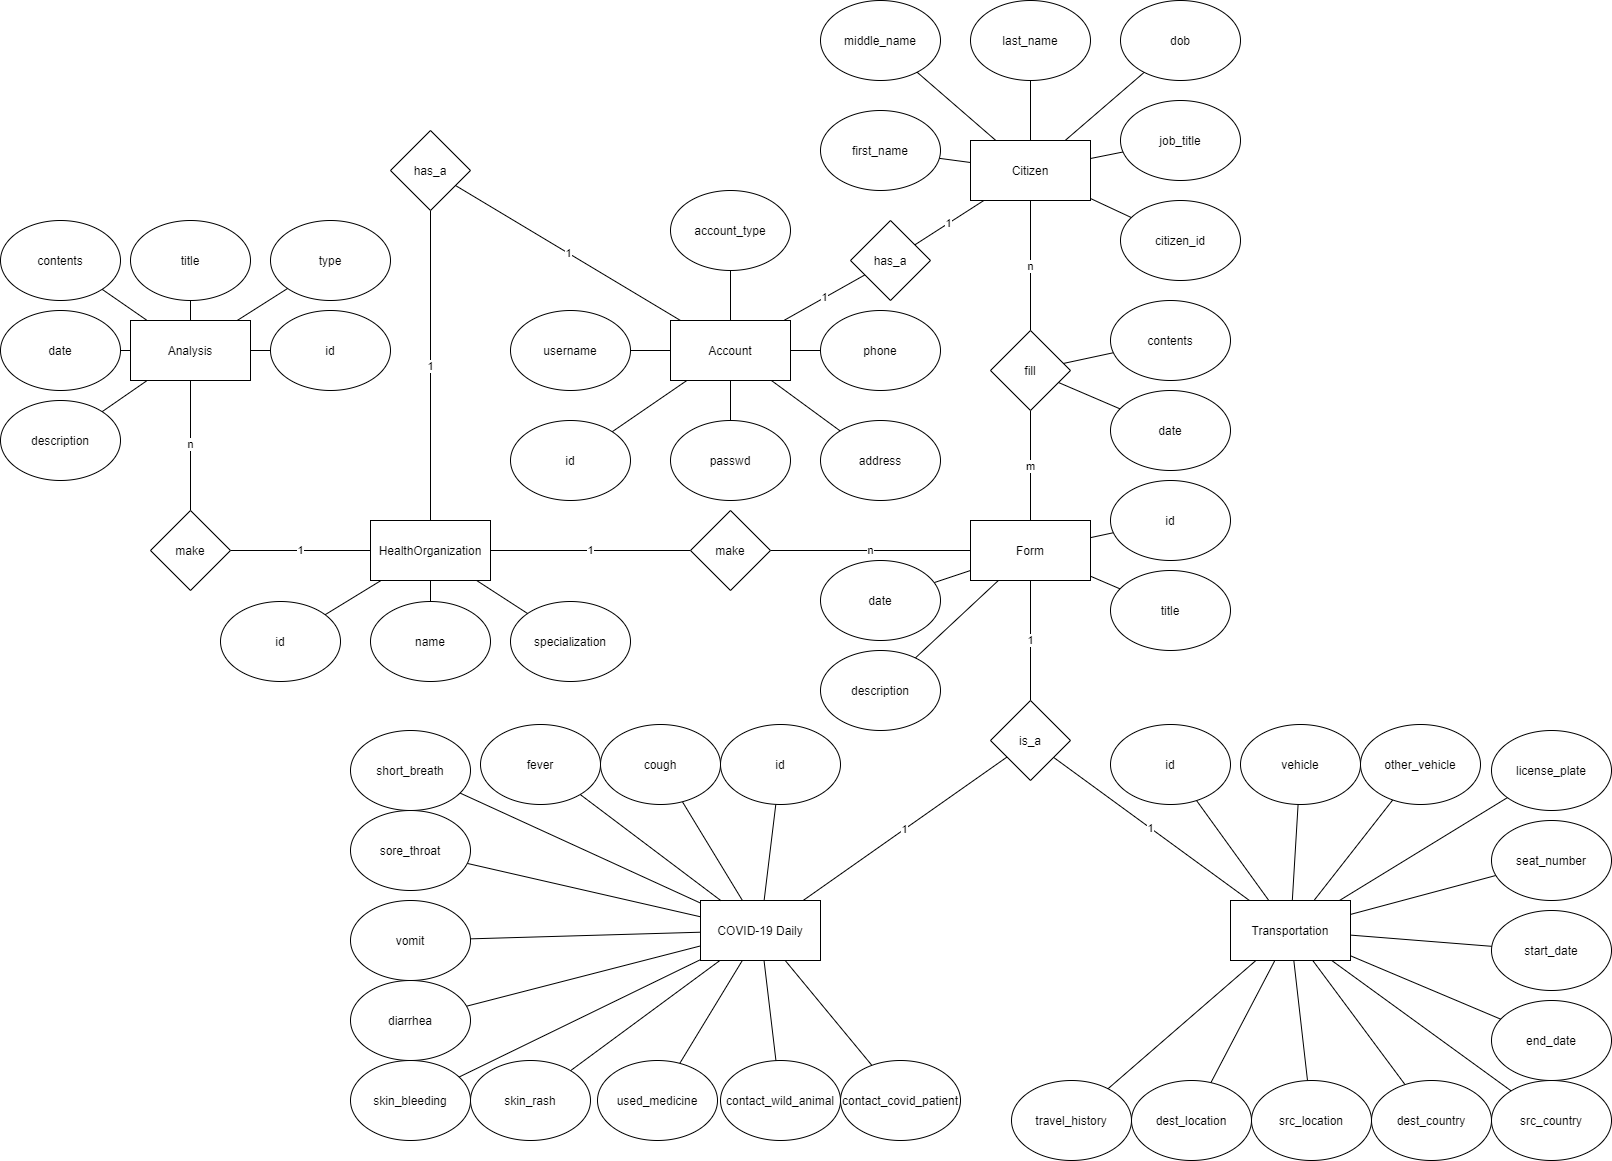 middle_name
last_name
dob
first_name
Citizen
job_title
citizen_id
has_a
1
1
account_type
has_a
1
1
contents
title
type
date
Analysis
id
description
username
Account
phone
id
passwd
address
n
fill
contents
date
m
n
make
1
HealthOrganization
1
make
n
Form
id
title
date
description
id
name
specialization
1
is_a
1
1
short_breath
fever
cough
id
sore_throat
vomit
COVID-19 Daily
diarrhea
skin_bleeding
skin_rash
used_medicine
contact_wild_animal
contact_covid_patient
id
vehicle
other_vehicle
license_plate
seat_number
Transportation
start_date
end_date
travel_history
dest_location
src_location
dest_country
src_country